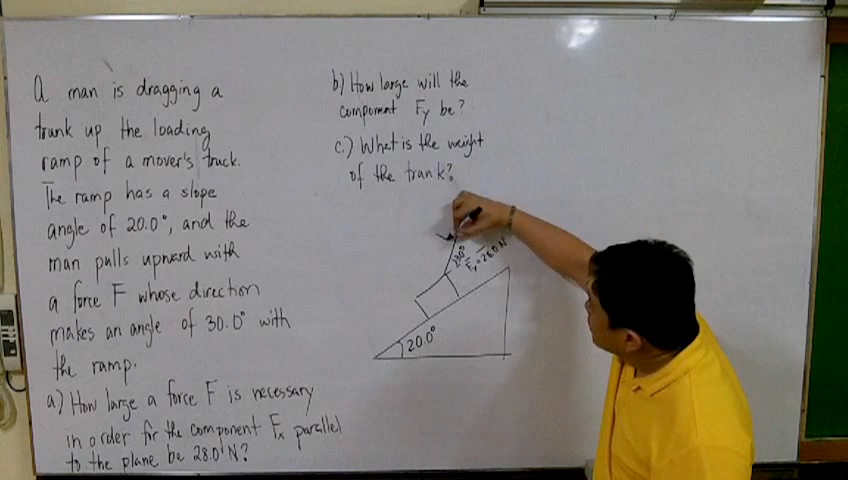 A man is dragging a
trunk up the loading
ramp of a mover's truck.
The ramp has a slope
angle of 20.0°, and the
man pulls upward with
a force F whose direction
makes an angle of 30.0° with
the ramp.
a) How large a force F is necessary
in order for the component Fx parallel
to the plane be 28.0 N?
b) How large will the
component Fy be?
c.) What is the weight
of the trunk?
30°
Fx = 28.0 N
20.0°